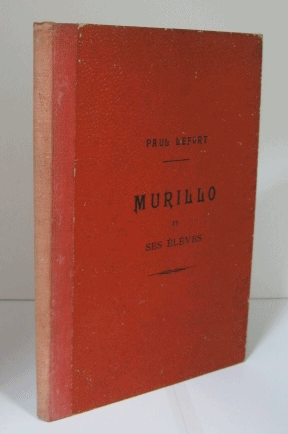 PAUL LEFORT
MURILLO
ET
SES ÉLÈVES